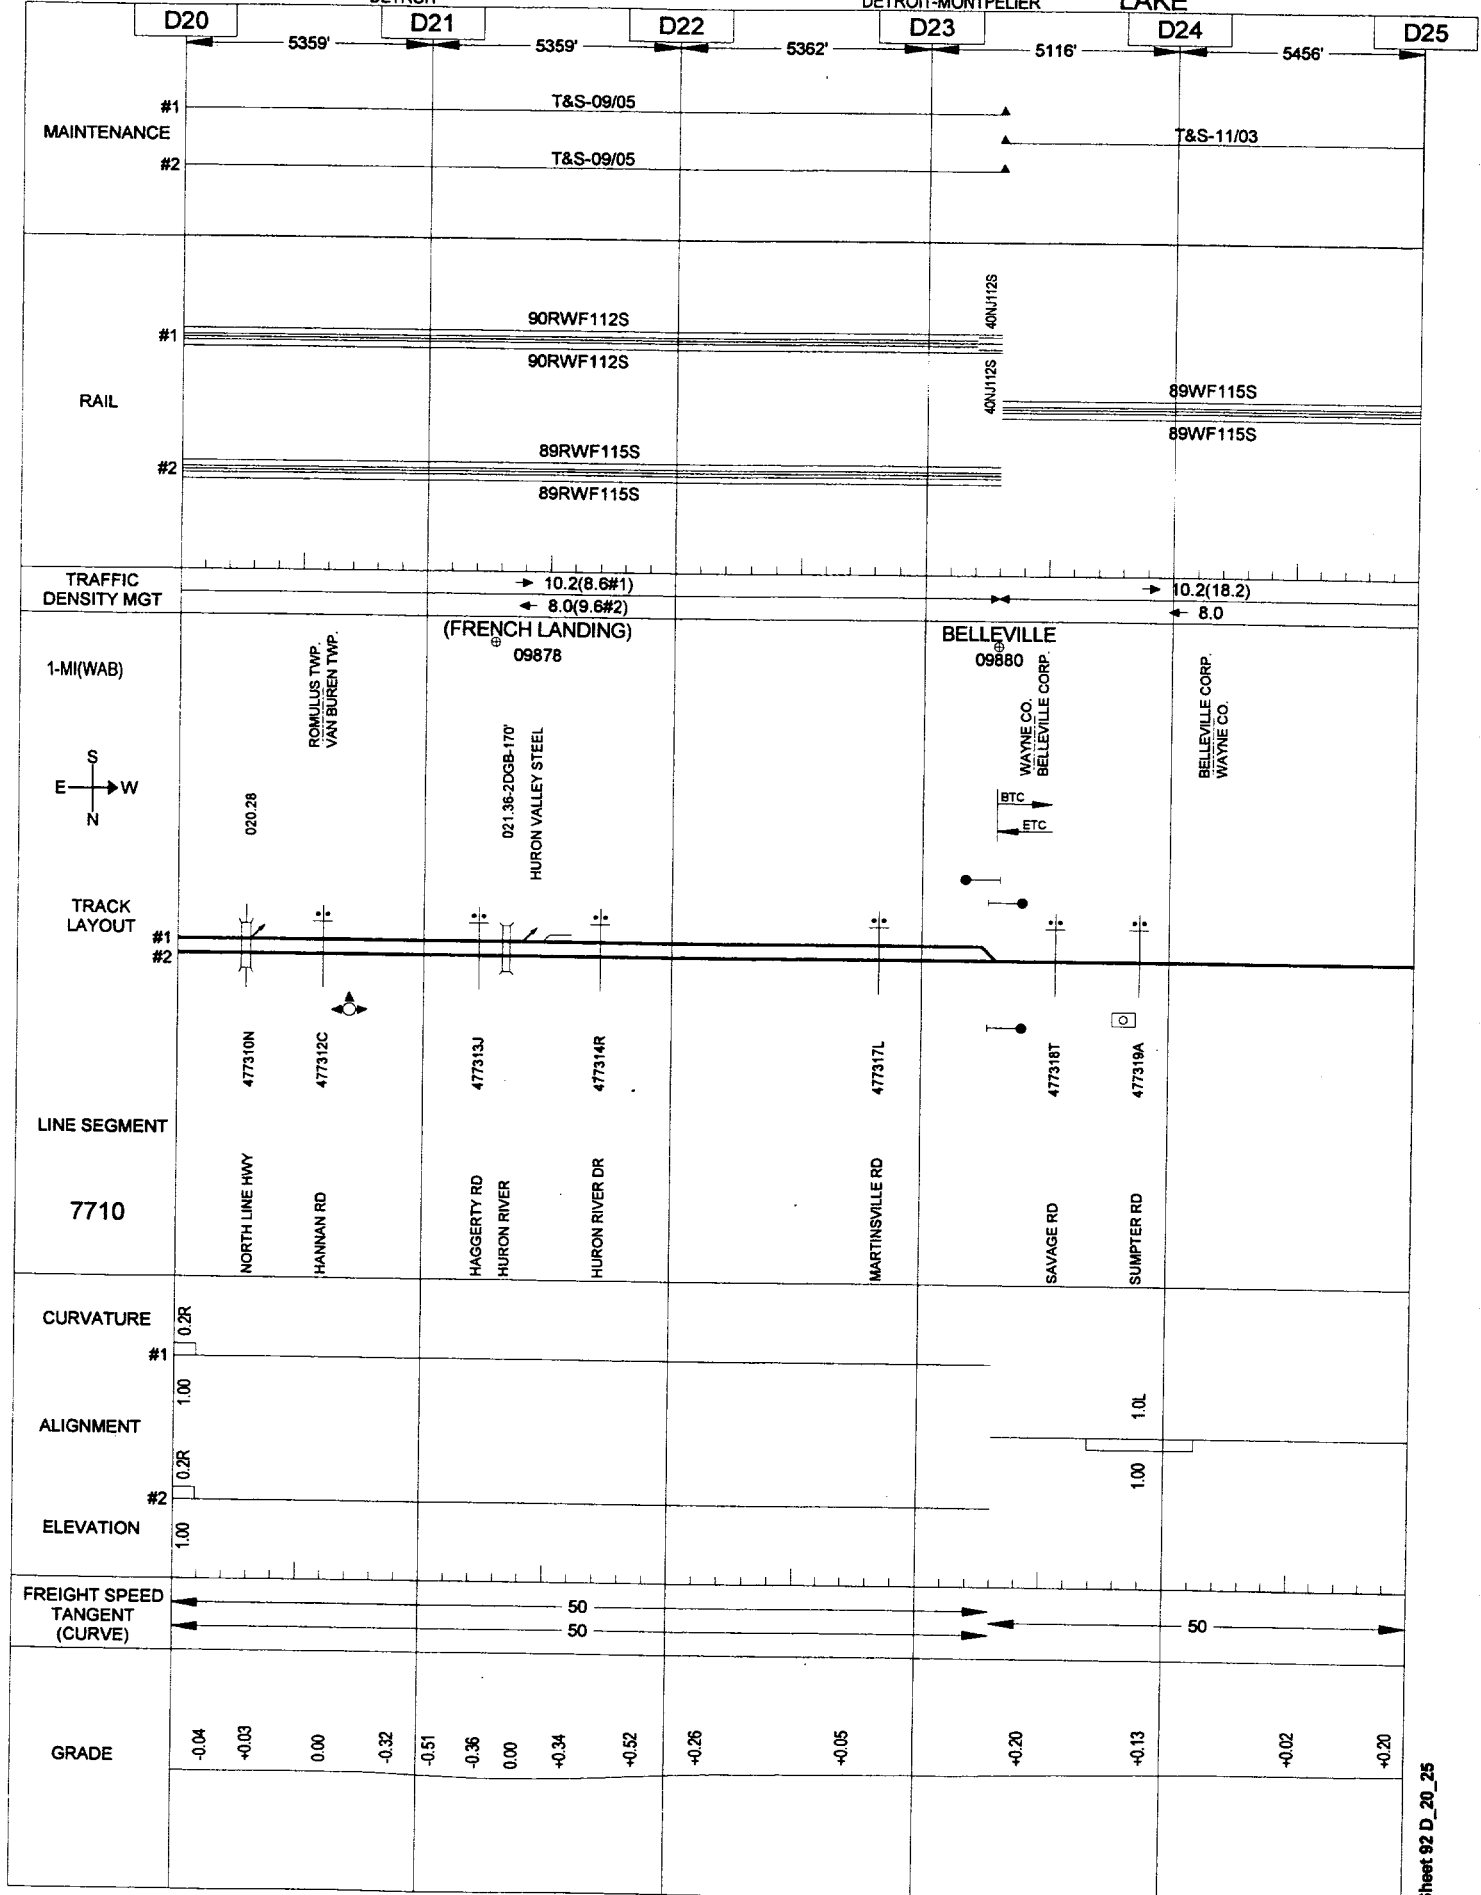 DETROIT
DETROIT-MONTPELIER
LAKE
D20
D21
D22
D23
D24
D25
5359'
5359'
5362'
5116'
5456'
MAINTENANCE
#1
T&S-09/05
T&S-11/03
#2
T&S-09/05
RAIL
#1
90RWF112S
90RWF112S
40NJ112S
40NJ112S
89WF115S
89WF115S
#2
89RWF115S
89RWF115S
TRAFFIC
DENSITY MGT
10.2(8.6#1)
8.0(9.6#2)
10.2(18.2)
8.0
1-MI(WAB)
(FRENCH LANDING)
09878
BELLEVILLE
09880
ROMULUS TWP.
VAN BUREN TWP.
WAYNE CO.
BELLEVILLE CORP.
BELLEVILLE CORP.
WAYNE CO.
S
E W
N
020.28
021.36-2DGB-170'
HURON VALLEY STEEL
BTC
ETC
TRACK
LAYOUT
#1
#2
477310N
477312C
477313J
477314R
477317L
477318T
477319A
LINE SEGMENT
7710
NORTH LINE HWY
HANNAN RD
HAGGERTY RD
HURON RIVER
HURON RIVER DR
MARTINSVILLE RD
SAVAGE RD
SUMPTER RD
CURVATURE
#1
0.2R
1.00
ALIGNMENT
1.0L
1.00
#2
0.2R
1.00
ELEVATION
FREIGHT SPEED
TANGENT
(CURVE)
50
50
50
GRADE
-0.04
+0.03
0.00
-0.32
-0.51
-0.36
0.00
+0.34
+0.52
+0.26
+0.05
+0.20
+0.13
+0.02
+0.20
Sheet 92 D_20_25